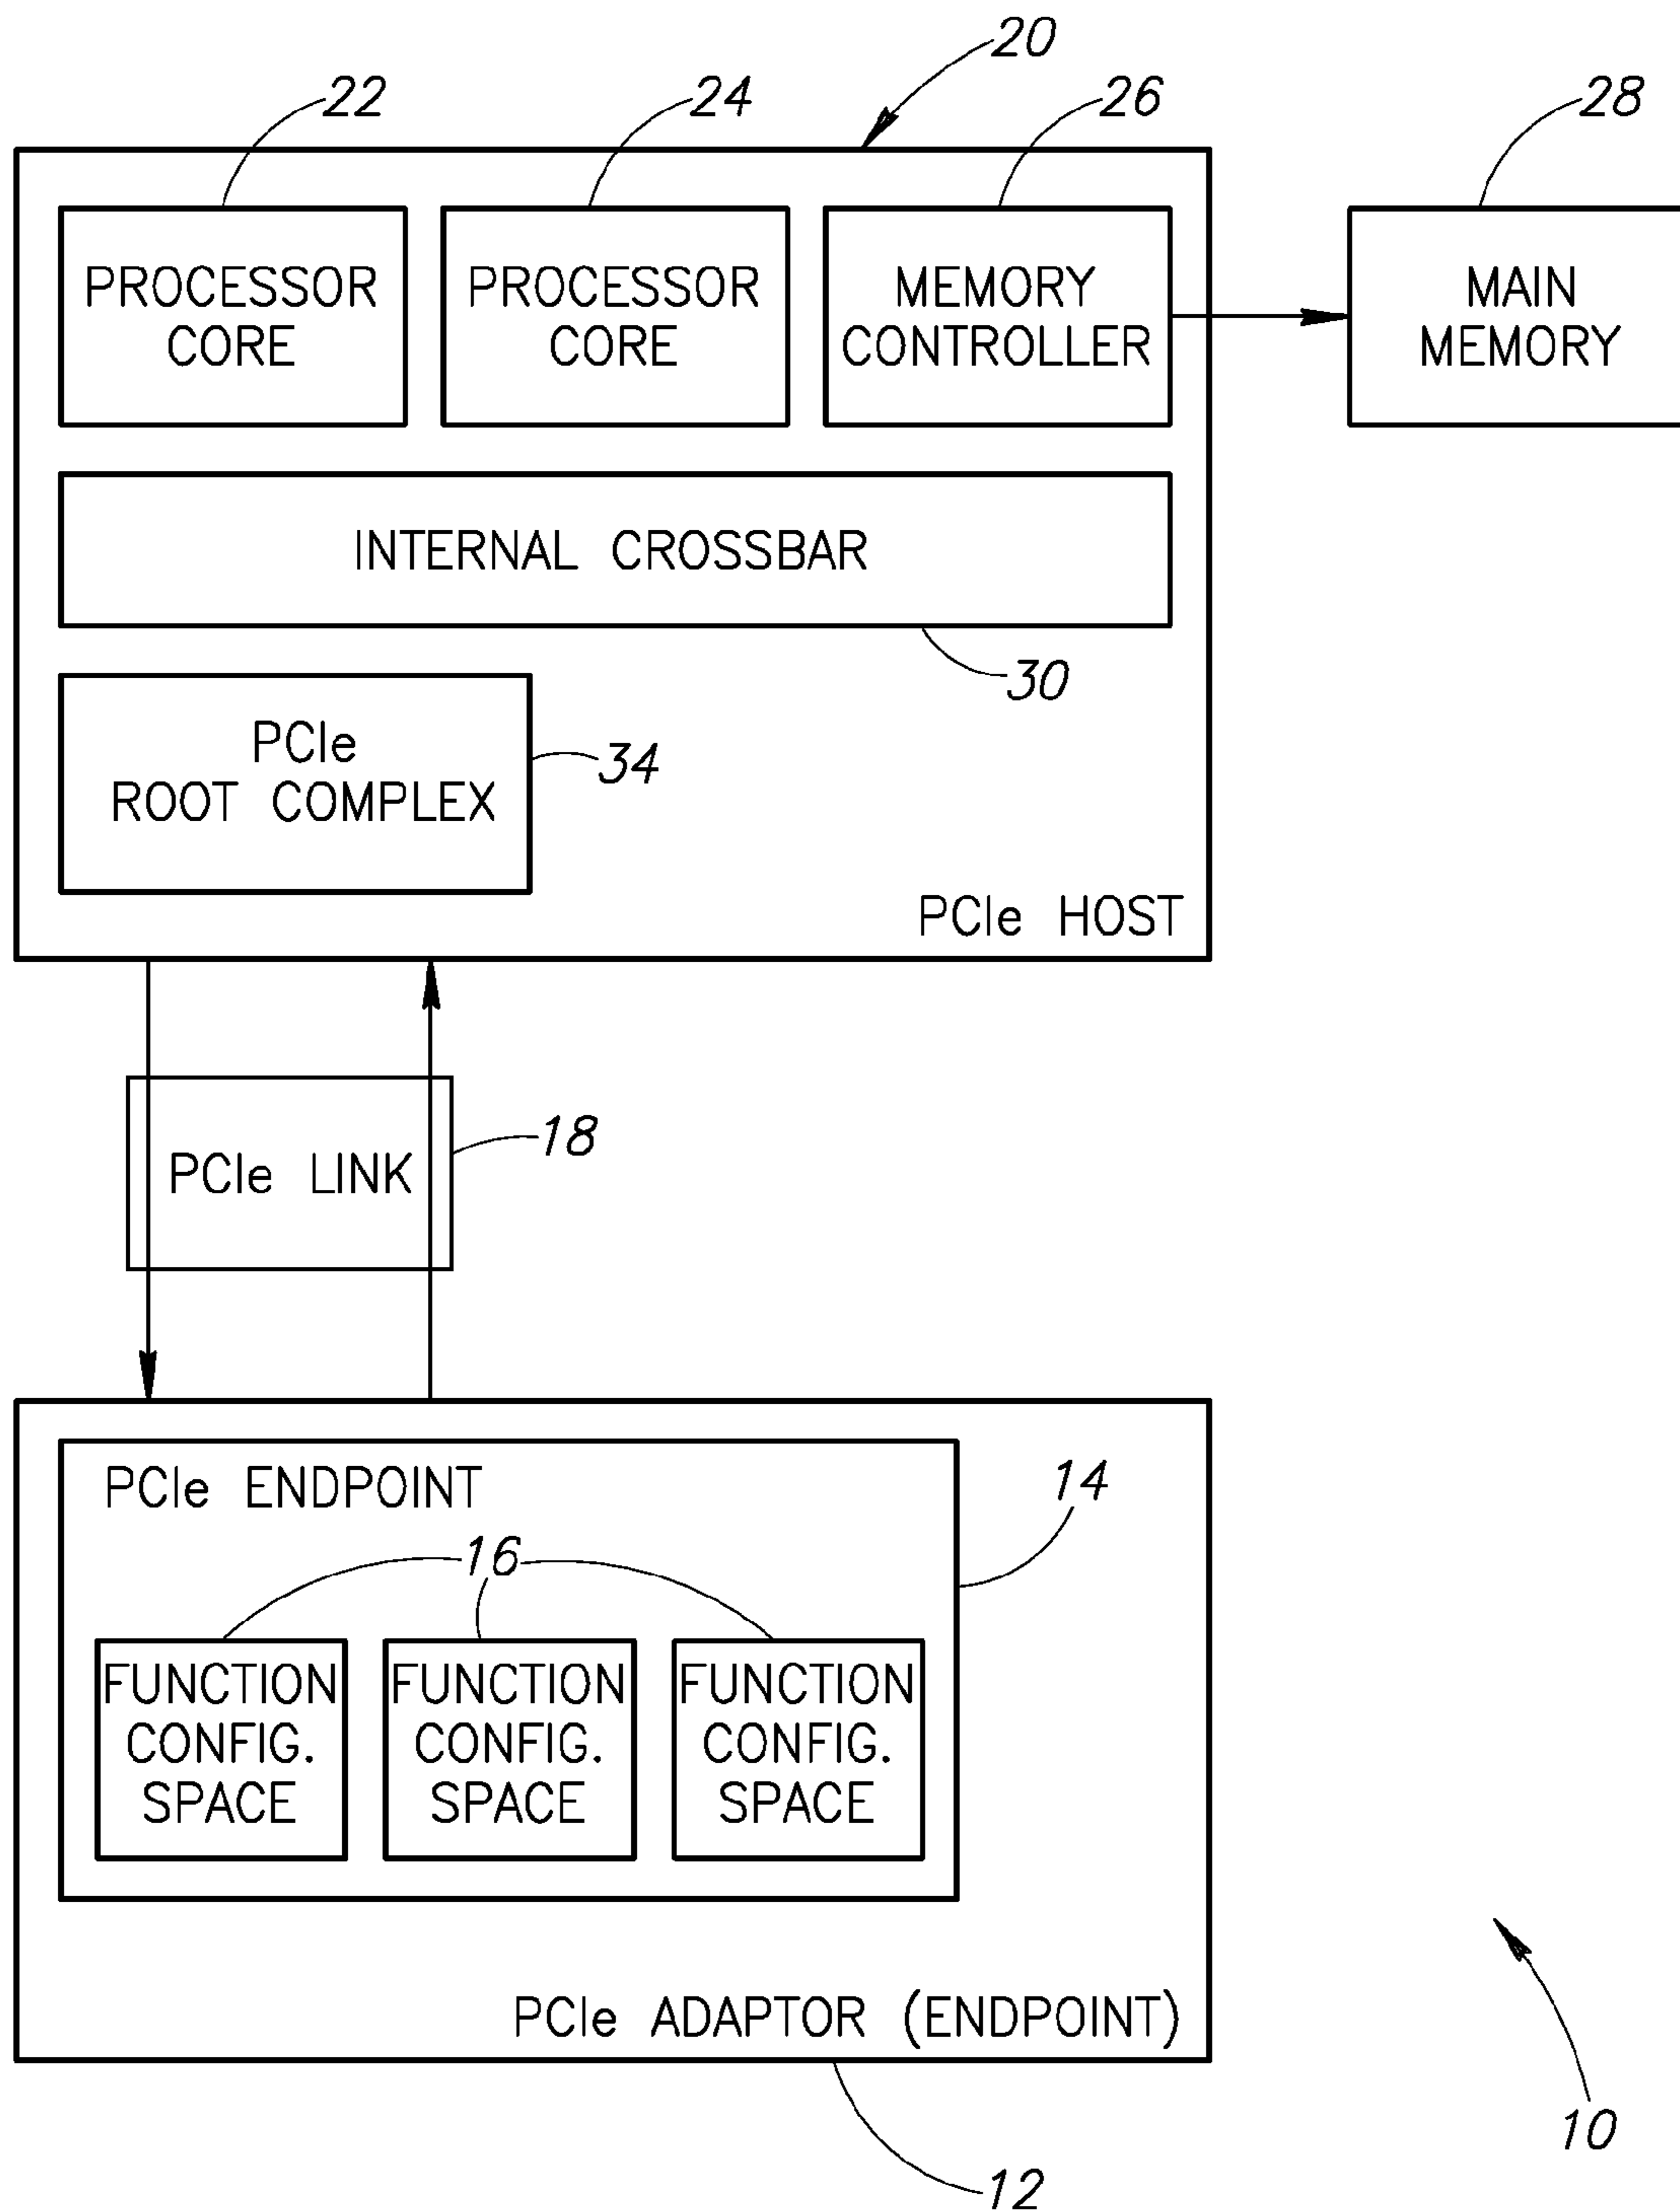 20
22
24
26
28
PROCESSOR
CORE
PROCESSOR
CORE
MEMORY
CONTROLLER
MAIN
MEMORY
INTERNAL CROSSBAR
30
PCIe
ROOT COMPLEX
34
PCIe HOST
PCIe LINK
18
PCIe ENDPOINT
14
16
FUNCTION
CONFIG.
SPACE
FUNCTION
CONFIG.
SPACE
FUNCTION
CONFIG.
SPACE
PCIe ADAPTOR (ENDPOINT)
10
12